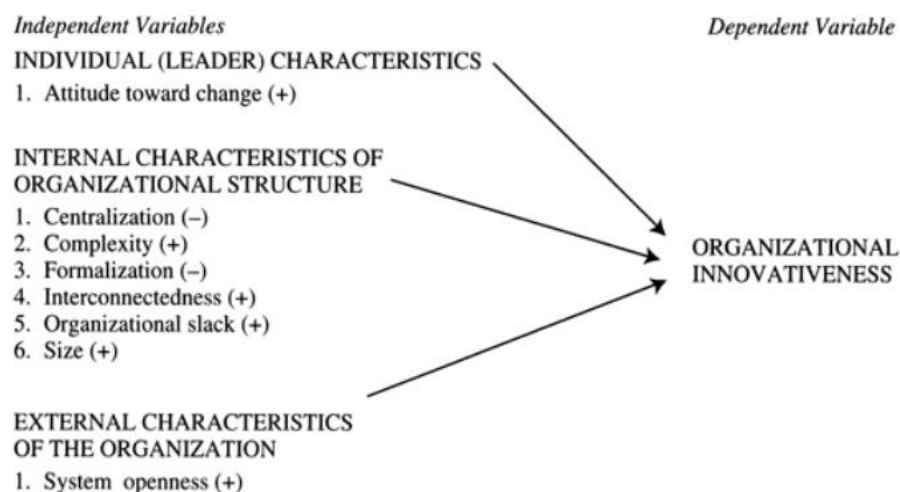 Independent Variables
Dependent Variable
INDIVIDUAL (LEADER) CHARACTERISTICS
1. Attitude toward change (+)
INTERNAL CHARACTERISTICS OF
ORGANIZATIONAL STRUCTURE
1. Centralization (–)
2. Complexity (+)
3. Formalization (–)
4. Interconnectedness (+)
5. Organizational slack (+)
6. Size (+)
ORGANIZATIONAL
INNOVATIVENESS
EXTERNAL CHARACTERISTICS
OF THE ORGANIZATION
1. System openness (+)